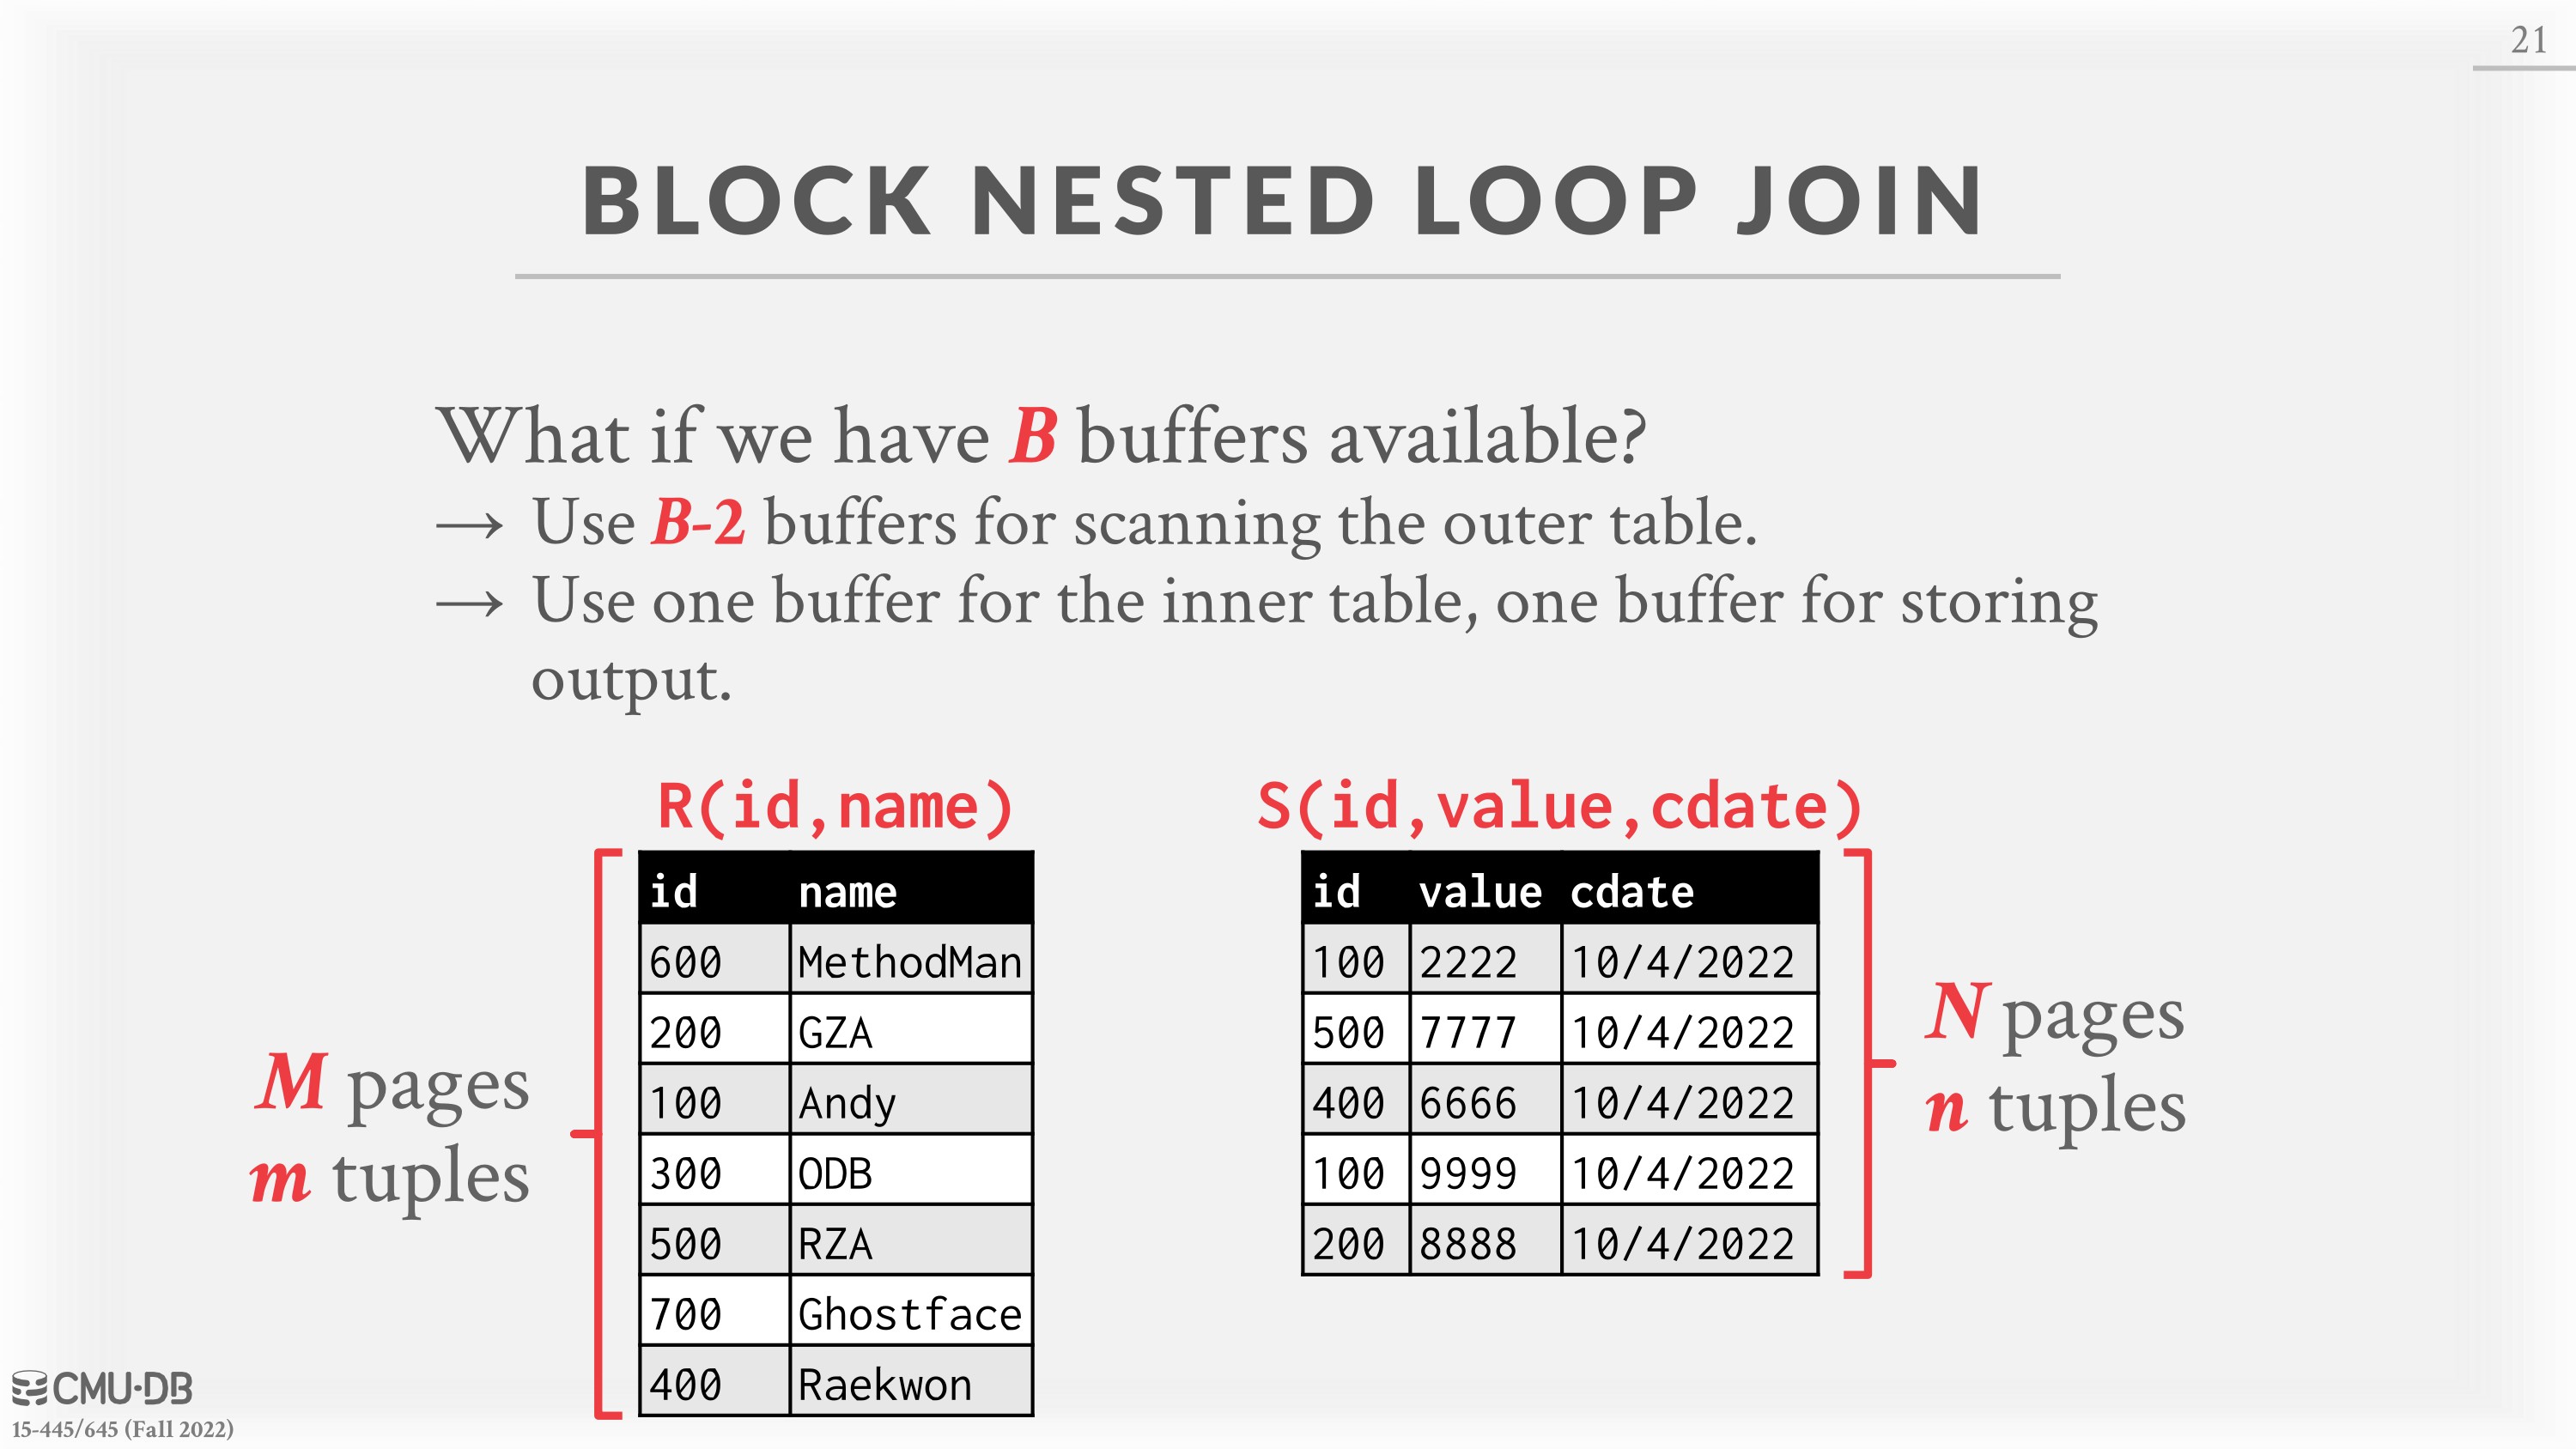 21
BLOCK NESTED LOOP JOIN
What if we have B buffers available?
→ Use B-2 buffers for scanning the outer table.
→ Use one buffer for the inner table, one buffer for storing
output.
R(id,name)
id name
600 MethodMan
200 GZA
100 Andy
300 ODB
500 RZA
700 Ghostface
400 Raekwon
M pages
m tuples
S(id,value,cdate)
id value cdate
100 2222 10/4/2022
500 7777 10/4/2022
400 6666 10/4/2022
100 9999 10/4/2022
200 8888 10/4/2022
N pages
n tuples
CMU·DB
15-445/645 (Fall 2022)